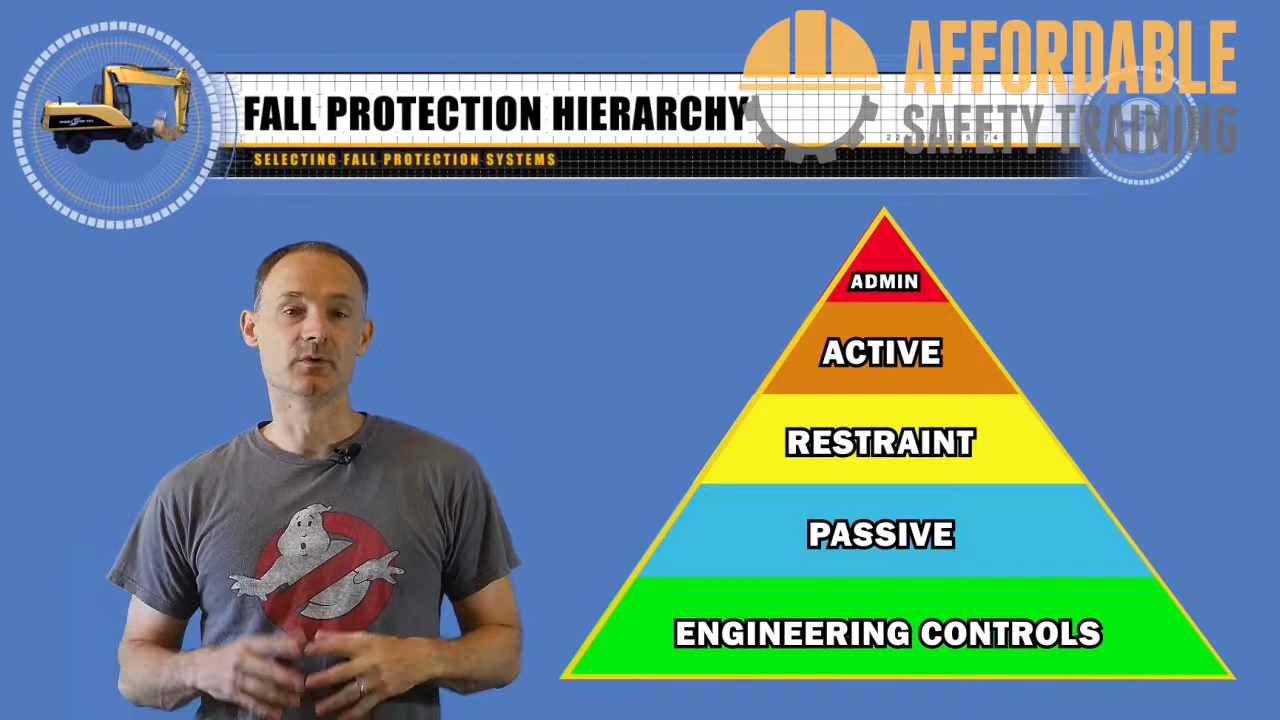 FALL PROTECTION HIERARCHY
SELECTING FALL PROTECTION SYSTEMS
AFFORDABLE
SAFETY TRAINING
ADMIN
ACTIVE
RESTRAINT
PASSIVE
ENGINEERING CONTROLS